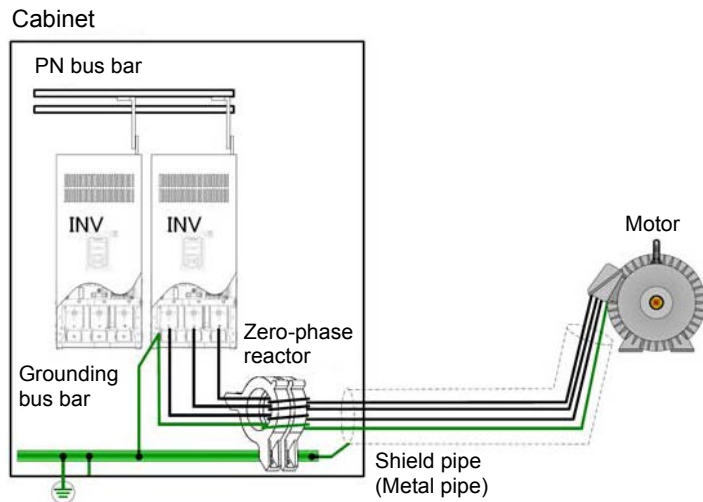 Cabinet
PN bus bar
INV
INV
Motor
Zero-phase
reactor
Grounding
bus bar
Shield pipe
(Metal pipe)